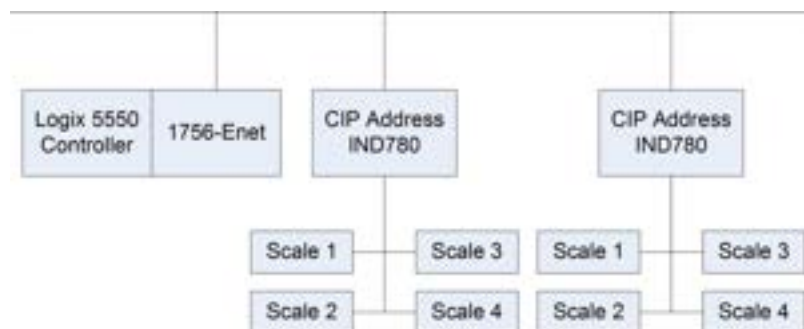 Logix 5550
Controller
1756-Enet
CIP Address
IND780
CIP Address
IND780
Scale 1
Scale 3
Scale 1
Scale 3
Scale 2
Scale 4
Scale 2
Scale 4